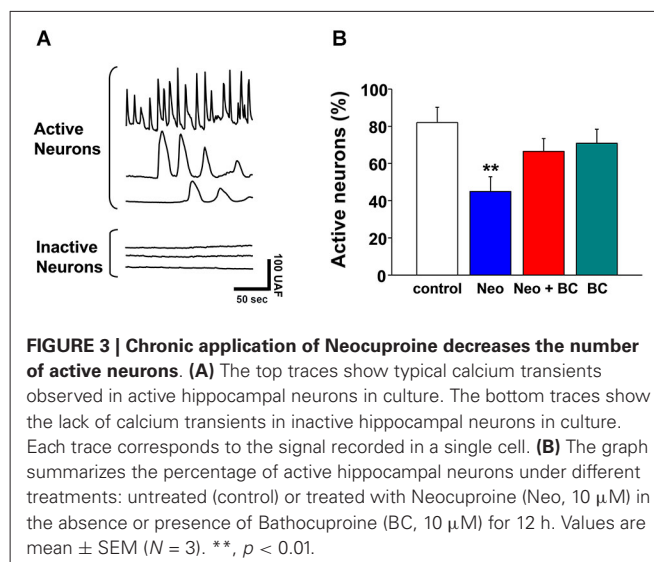 A
Active
Neurons
Inactive
Neurons
100 UAF
50 sec
B
Active neurons (%)
100
80
60
40
20
0
**
control Neo Neo + BC BC
FIGURE 3 | Chronic application of Neocuproine decreases the number
of active neurons. (A) The top traces show typical calcium transients
observed in active hippocampal neurons in culture. The bottom traces show
the lack of calcium transients in inactive hippocampal neurons in culture.
Each trace corresponds to the signal recorded in a single cell. (B) The graph
summarizes the percentage of active hippocampal neurons under different
treatments: untreated (control) or treated with Neocuproine (Neo, 10 μM) in
the absence or presence of Bathocuproine (BC, 10 μM) for 12 h. Values are
mean ± SEM (N = 3). **, p < 0.01.